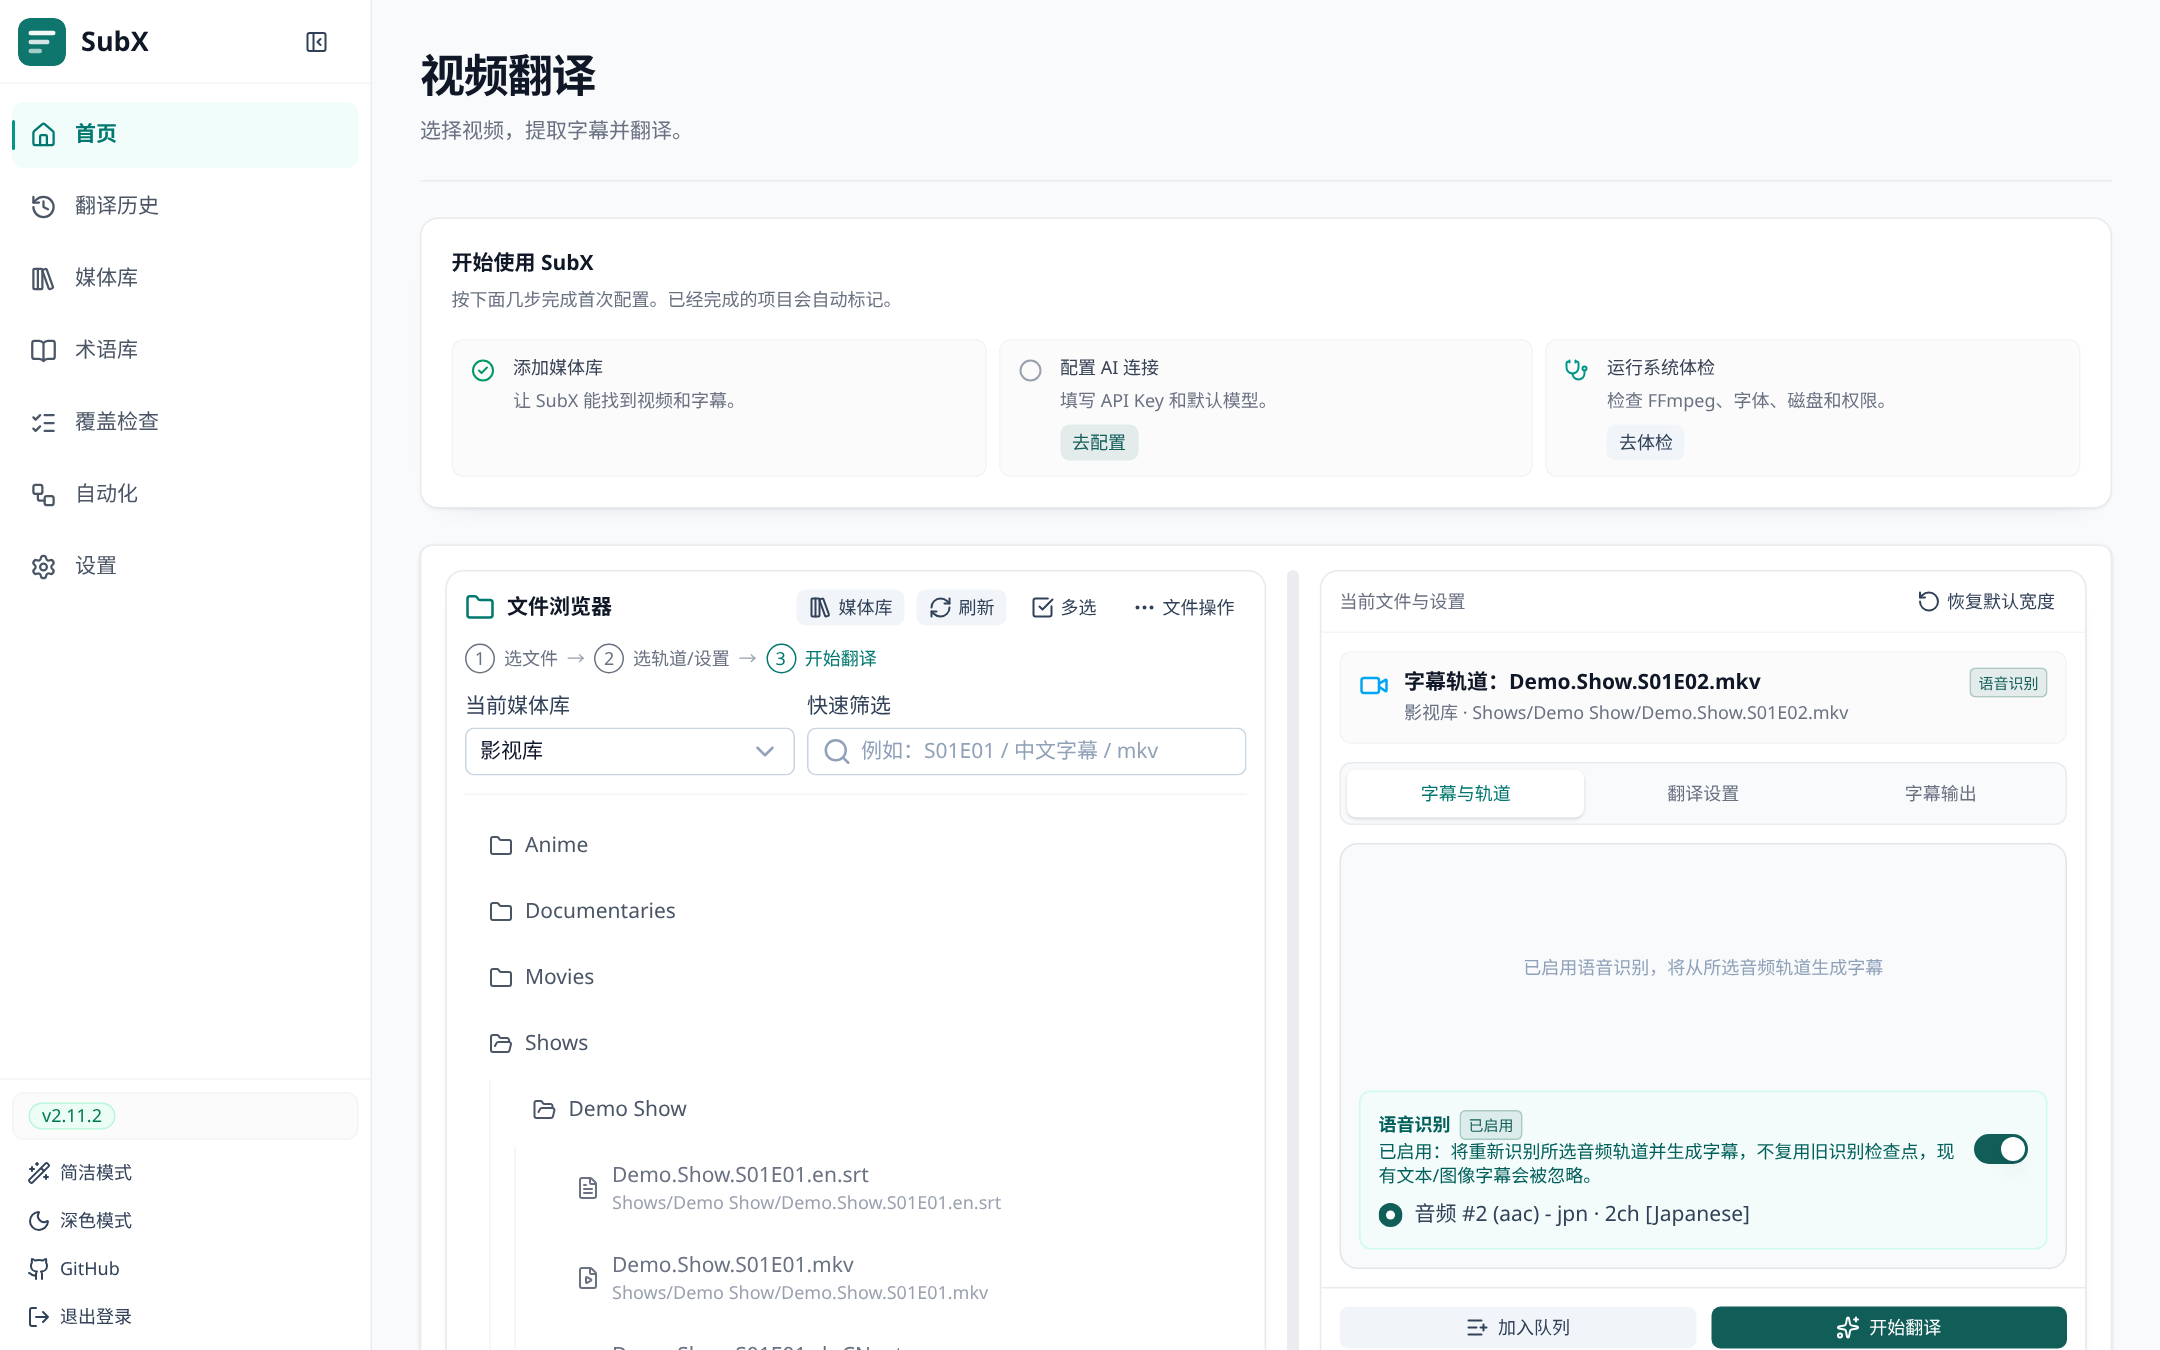 SubX
首页
翻译历史
媒体库
术语库
覆盖检查
自动化
设置
v2.11.2
简洁模式
深色模式
GitHub
退出登录
视频翻译
选择视频，提取字幕并翻译。
开始使用 SubX
按下面几步完成首次配置。已经完成的项目会自动标记。
添加媒体库
让 SubX 能找到视频和字幕。
配置 AI 连接
填写 API Key 和默认模型。
去配置
运行系统体检
检查 FFmpeg、字体、磁盘和权限。
去体检
文件浏览器
媒体库
刷新
多选
文件操作
1 选文件 → 2 选轨道/设置 → 3 开始翻译
当前媒体库
快速筛选
影视库
例如：S01E01 / 中文字幕 / mkv
Anime
Documentaries
Movies
Shows
Demo Show
Demo.Show.S01E01.en.srt
Shows/Demo Show/Demo.Show.S01E01.en.srt
Demo.Show.S01E01.mkv
Shows/Demo Show/Demo.Show.S01E01.mkv
当前文件与设置
恢复默认宽度
字幕轨道：Demo.Show.S01E02.mkv
影视库 · Shows/Demo Show/Demo.Show.S01E02.mkv
语音识别
字幕与轨道
翻译设置
字幕输出
已启用语音识别，将从所选音频轨道生成字幕
语音识别 已启用
已启用：将重新识别所选音频轨道并生成字幕，不复用旧识别检查点，现
有文本/图像字幕会被忽略。
音频 #2 (aac) - jpn · 2ch [Japanese]
加入队列
开始翻译